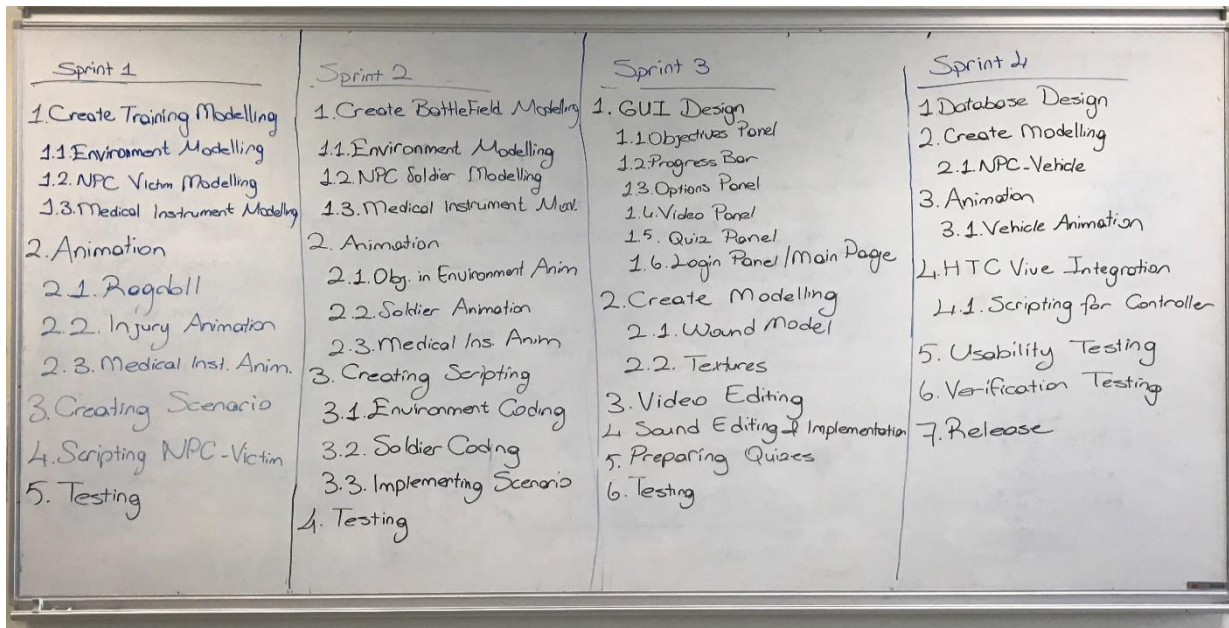 Sprint 1
1.Create Training Modelling
1.1.Environment Modelling
1.2. NPC Victim Modelling
1.3.Medical Instrument Modelling
2.Animation
2.1. Ragdoll
2.2. Injury Animation
2.3. Medical Inst. Anim.
3.Creating Scenario
4.Scripting NPC-Victim
5. Testing
Sprint 2
1.Create BattleField Modelling
1.1.Environment Modelling
1.2.NPC Soldier Modelling
1.3.Medical Instrument
2. Animation
2.1.Obj. in Environment Anim
2.2.Soldier Animation
2.3.Medical Ins. Anim
3. Creating Scripting
3.1.Environment Coding
3.2. Soldier Coding
3.3. Implementing Scenario
4. Testing
Sprint 3
1. GUI Design
1.1.Objectives Panel
1.2.Progress Bar
1.3.Options Panel
1.4.Video Panel
1.5. Quiz Panel
1.6.Login Panel/Main Page
2.Create Modelling
2.1.Wound Model
2.2. Textures
3.Video Editing
4 Sound Editing & Implementation
5. Preparing Quizes
6.Testing
Sprint 4
1.Database Design
2.Create Modelling
2.1.NPC-Vehicle
3. Animation
3.1.Vehicle Animation
4.HTC Vive Integration
4.1. Scripting for Controller
5. Usability Testing
6. Verification Testing
7.Release